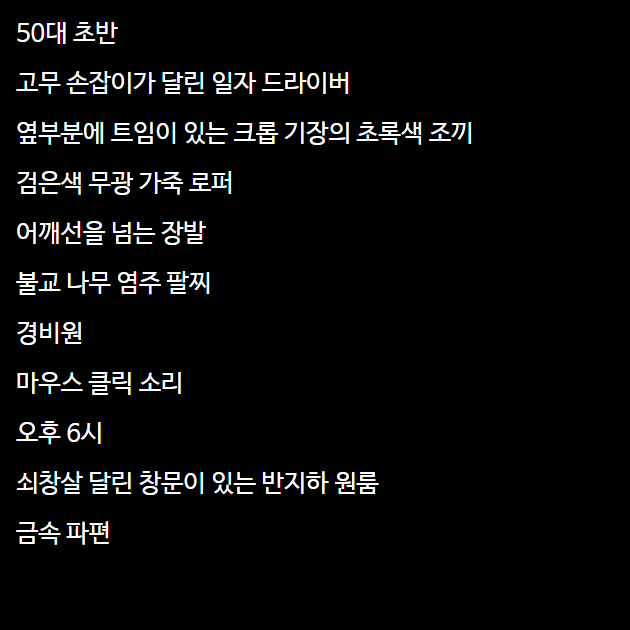 50대 초반
고무 손잡이가 달린 일자 드라이버
옆부분에 트임이 있는 크롭 기장의 초록색 조끼
검은색 무광 가죽 로퍼
어깨선을 넘는 장발
불교 나무 염주 팔찌
경비원
마우스 클릭 소리
오후 6시
쇠창살 달린 창문이 있는 반지하 원룸
금속 파편